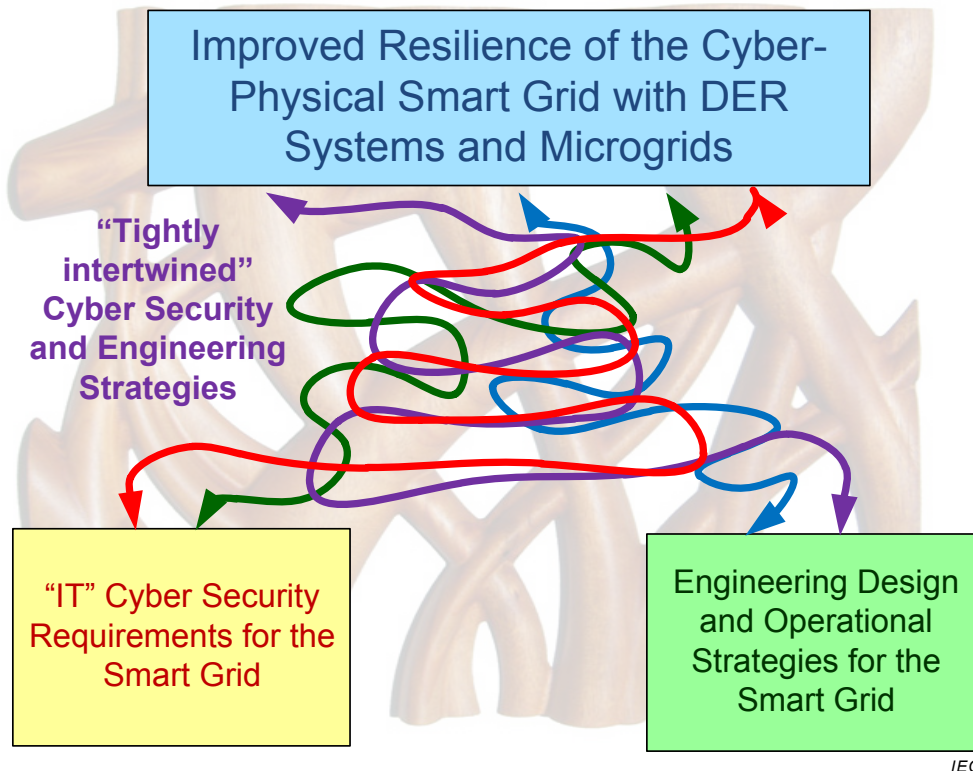 Improved Resilience of the Cyber-
Physical Smart Grid with DER
Systems and Microgrids
“Tightly
intertwined”
Cyber Security
and Engineering
Strategies
“IT” Cyber Security
Requirements for the
Smart Grid
Engineering Design
and Operational
Strategies for the
Smart Grid